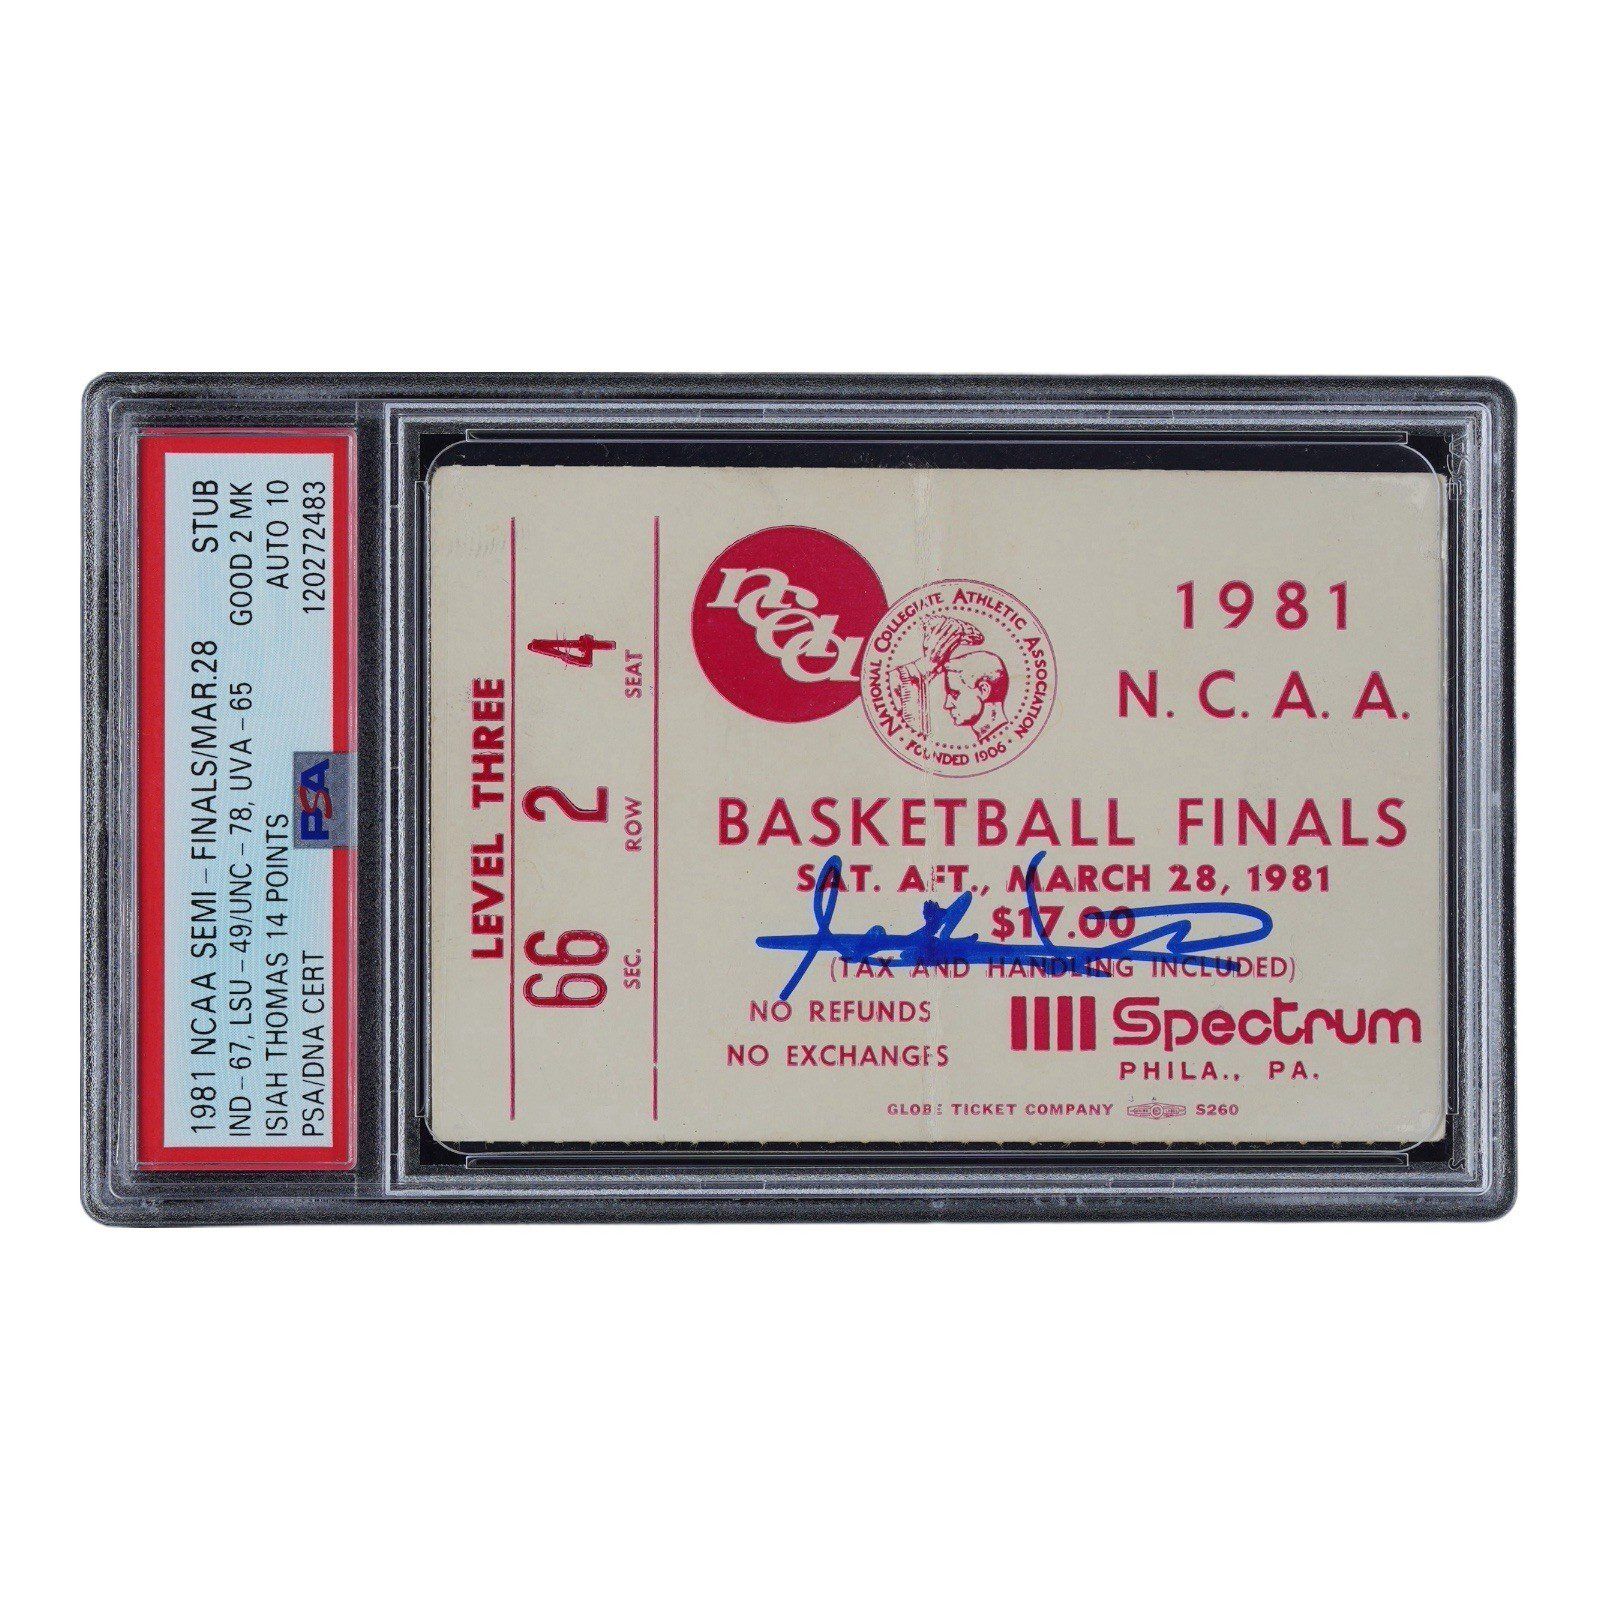 1981 NCAA SEMI-FINALS/MAR.28 STUB
IND-67, LSU-49/UNC-78, UVA-65 GOOD 2 MK
ISIAH THOMAS 14 POINTS AUTO 10
PSA/DNA CERT 120272483
PSA
LEVEL THREE
66 2 4
SEC. ROW SEAT
ncaa
NATIONAL COLLEGIATE ATHLETIC ASSOCIATION
FOUNDED 1906
1981
N.C.A.A.
BASKETBALL FINALS
SAT. AFT., MARCH 28, 1981
$17.00
(TAX AND HANDLING INCLUDED)
NO REFUNDS
NO EXCHANGES
Spectrum
PHILA., PA.
GLOBE TICKET COMPANY S260